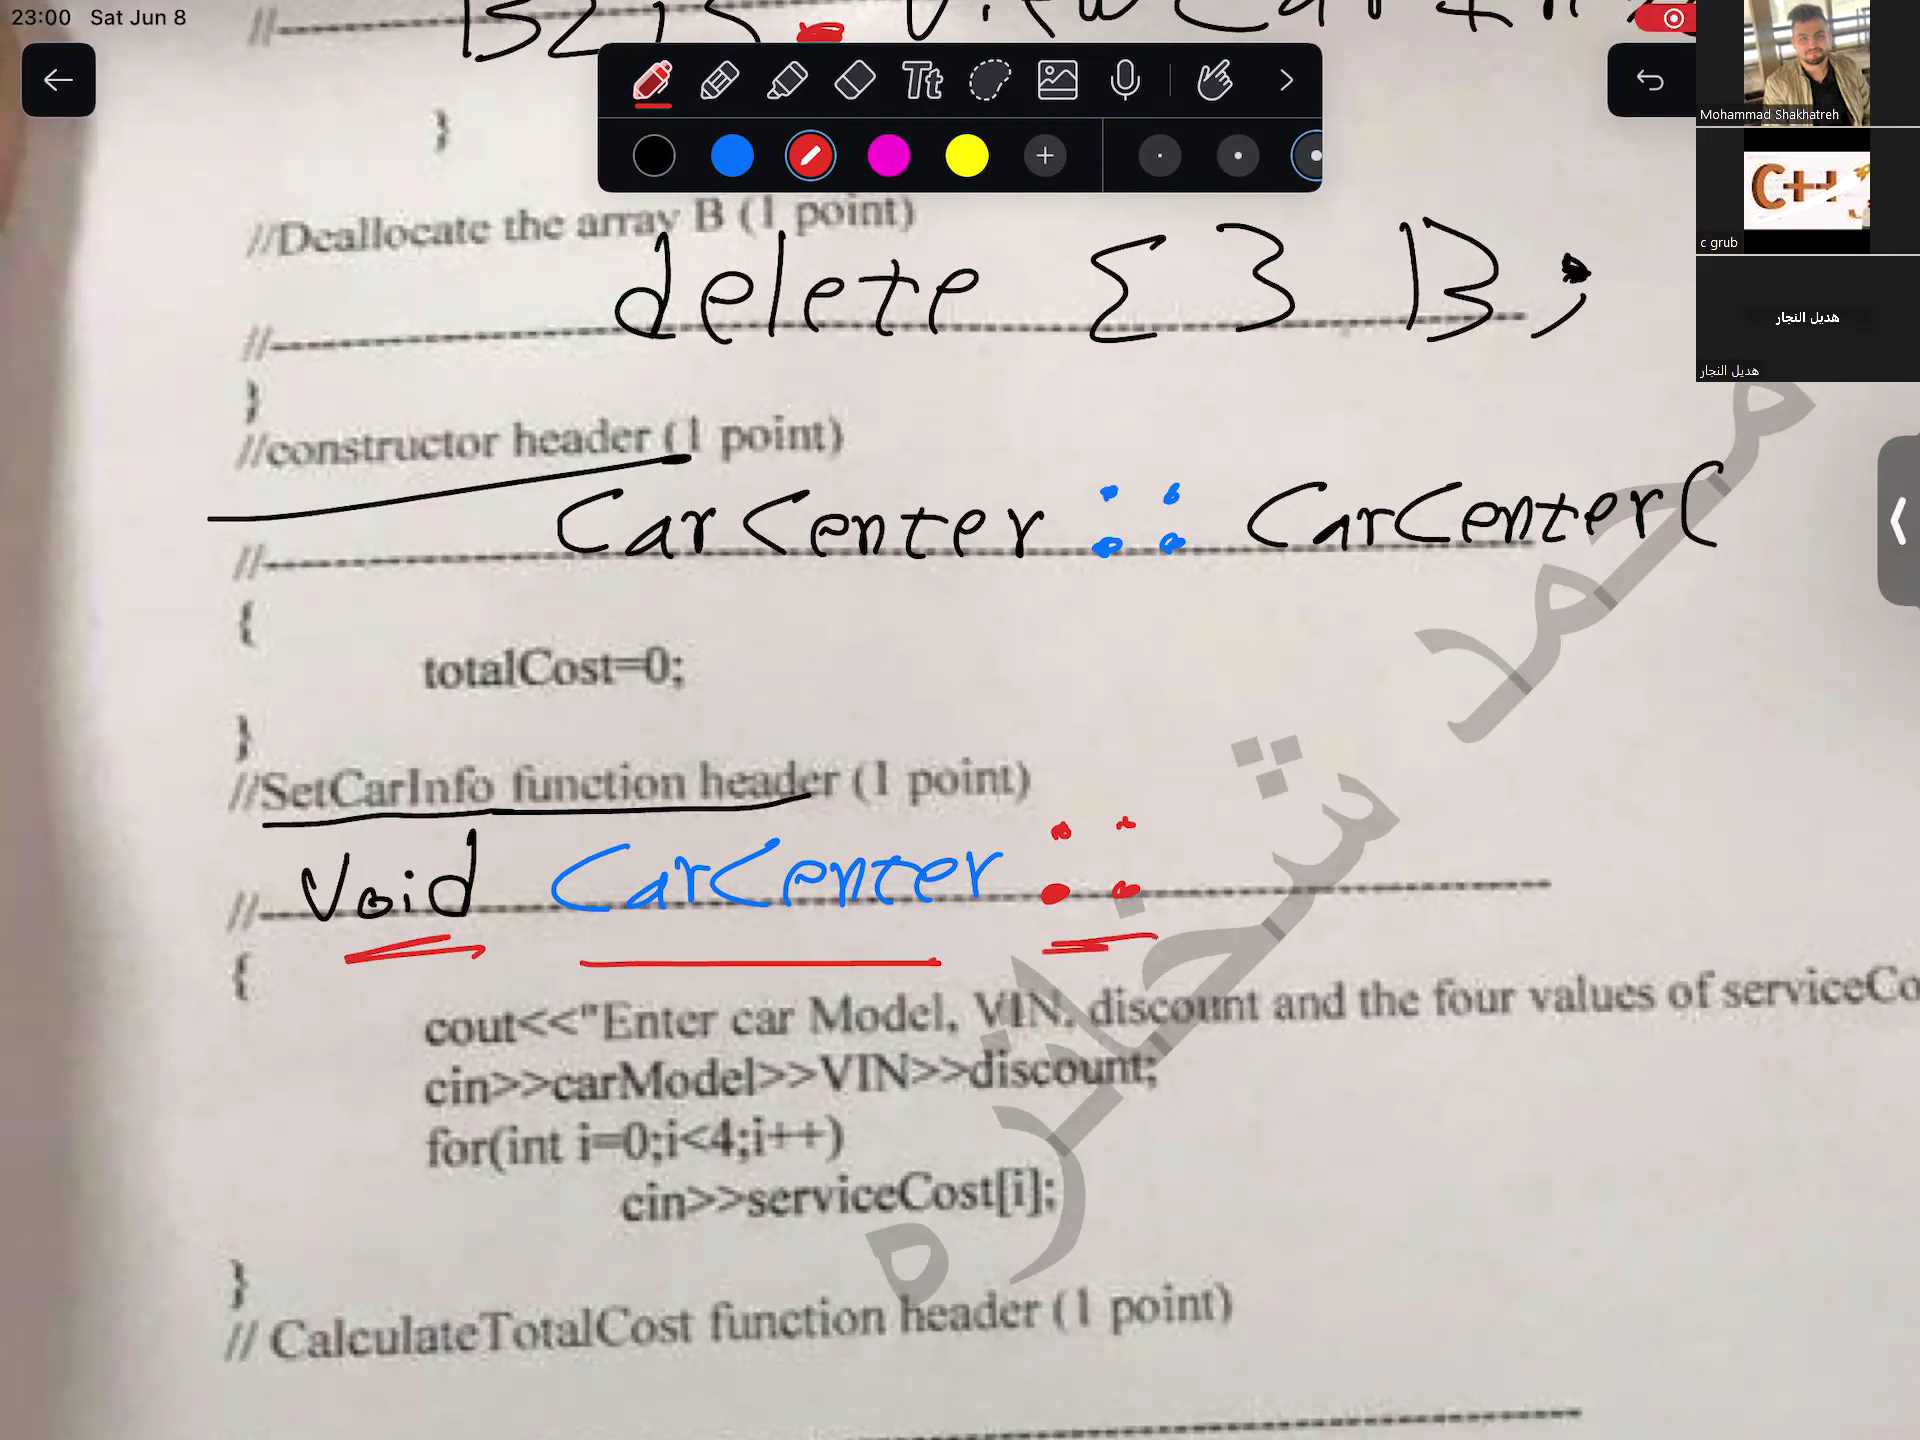 23:00 Sat Jun 8
Tt
Mohammad Shakhatreh
C++
c grub
هديل النجار
هديل النجار
}
//Deallocate the array B (1 point)
delete [ ] B;
//--------------------
}
//constructor header (1 point)
CarCenter :: CarCenter(
//--------------------
{
totalCost=0;
}
//SetCarInfo function header (1 point)
Void CarCenter ::
//--------------------
{
cout<<"Enter car Model, VIN, discount and the four values of serviceCo
cin>>carModel>>VIN>>discount;
for(int i=0;i<4;i++)
cin>>serviceCost[i];
}
// CalculateTotalCost function header (1 point)
محمد شخاتره